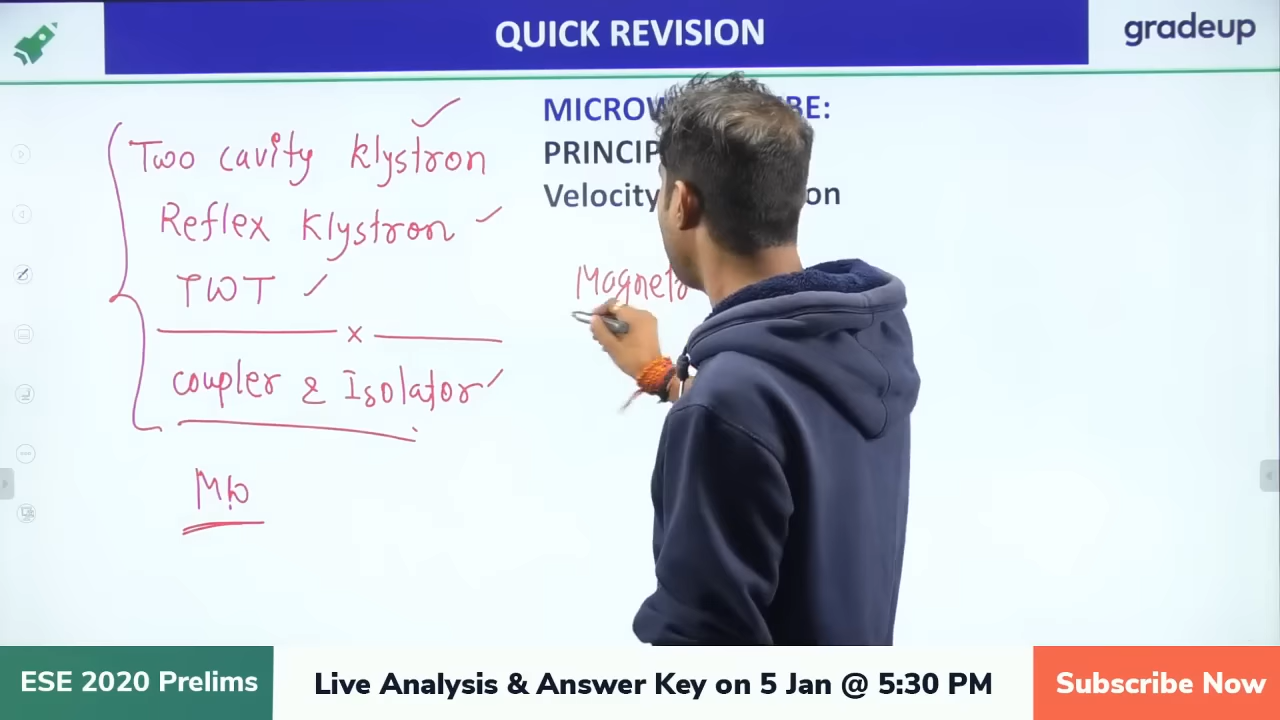 QUICK REVISION
gradeup
Two cavity klystron
Reflex Klystron
TWT
x
coupler & Isolator
MW
PRINCIP
Velocity on
Magneto
ESE 2020 Prelims
Live Analysis & Answer Key on 5 Jan @ 5:30 PM
Subscribe Now